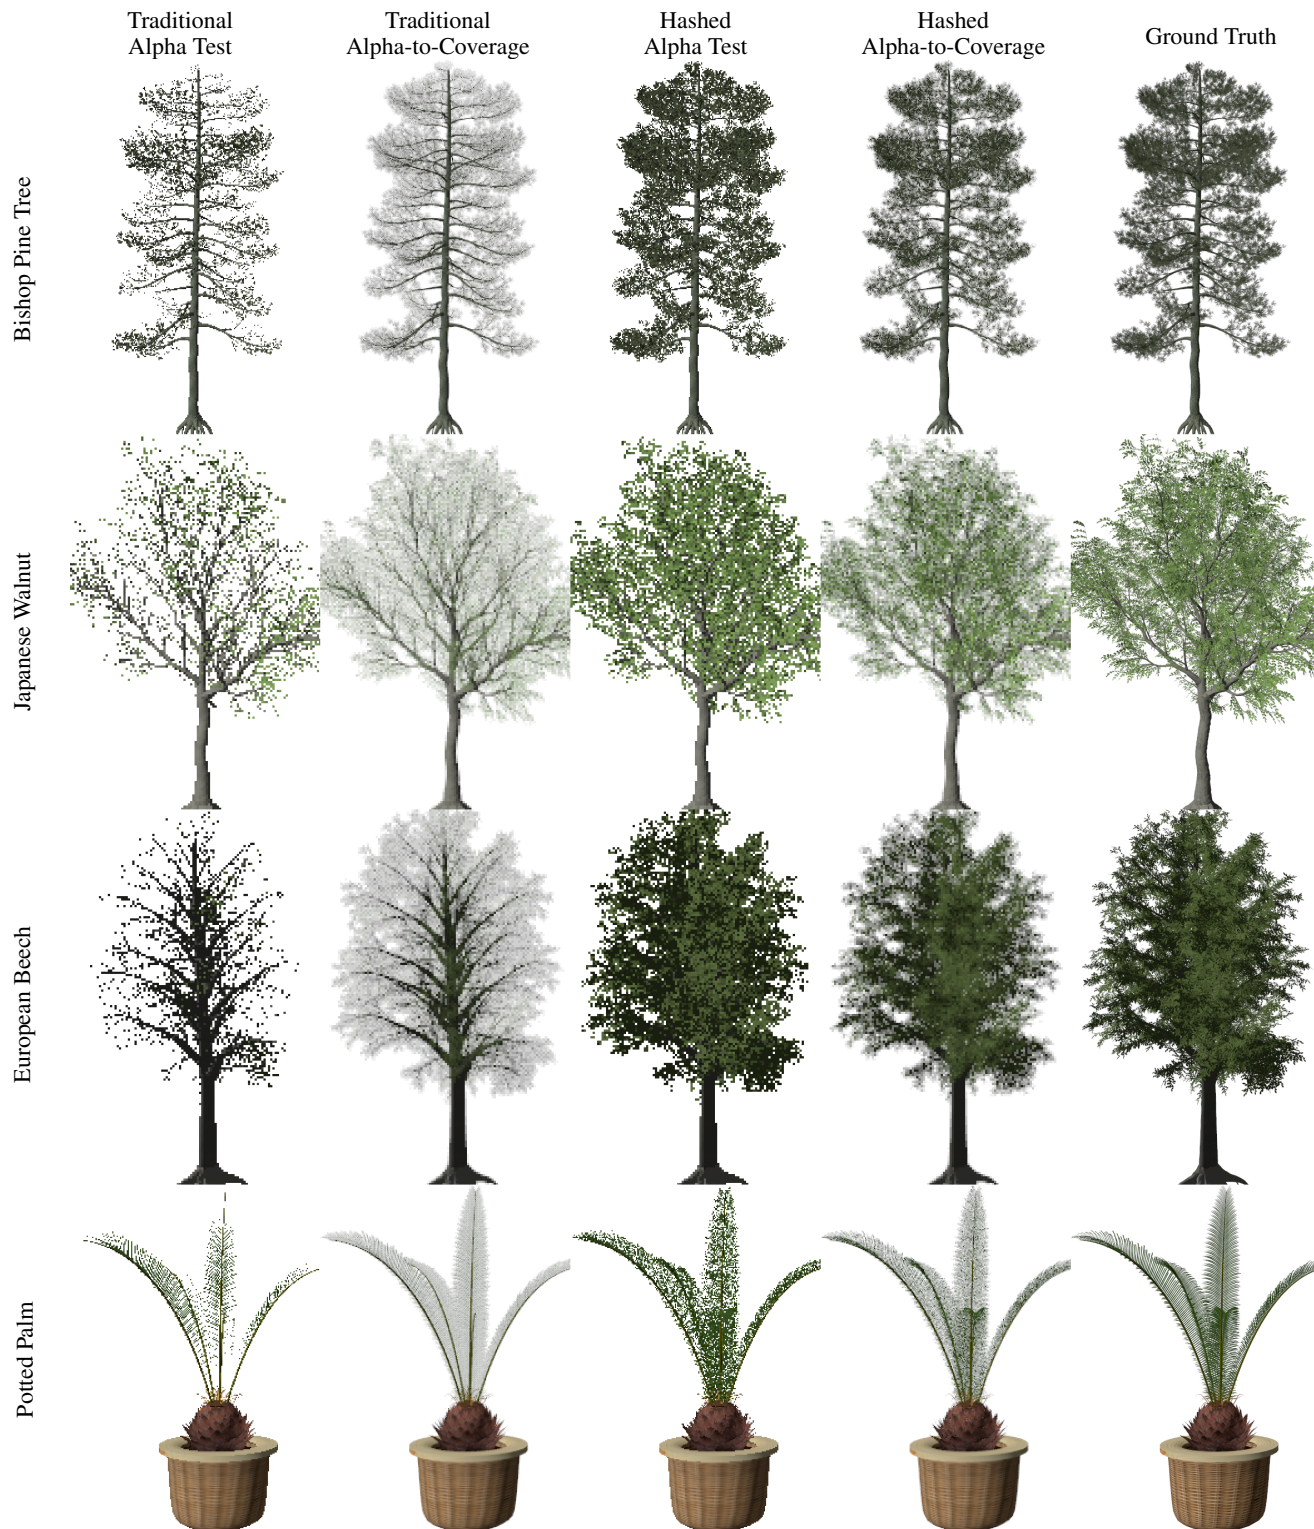 Traditional
Alpha Test
Traditional
Alpha-to-Coverage
Hashed
Alpha Test
Hashed
Alpha-to-Coverage
Ground Truth
Bishop Pine Tree
Japanese Walnut
European Beech
Potted Palm